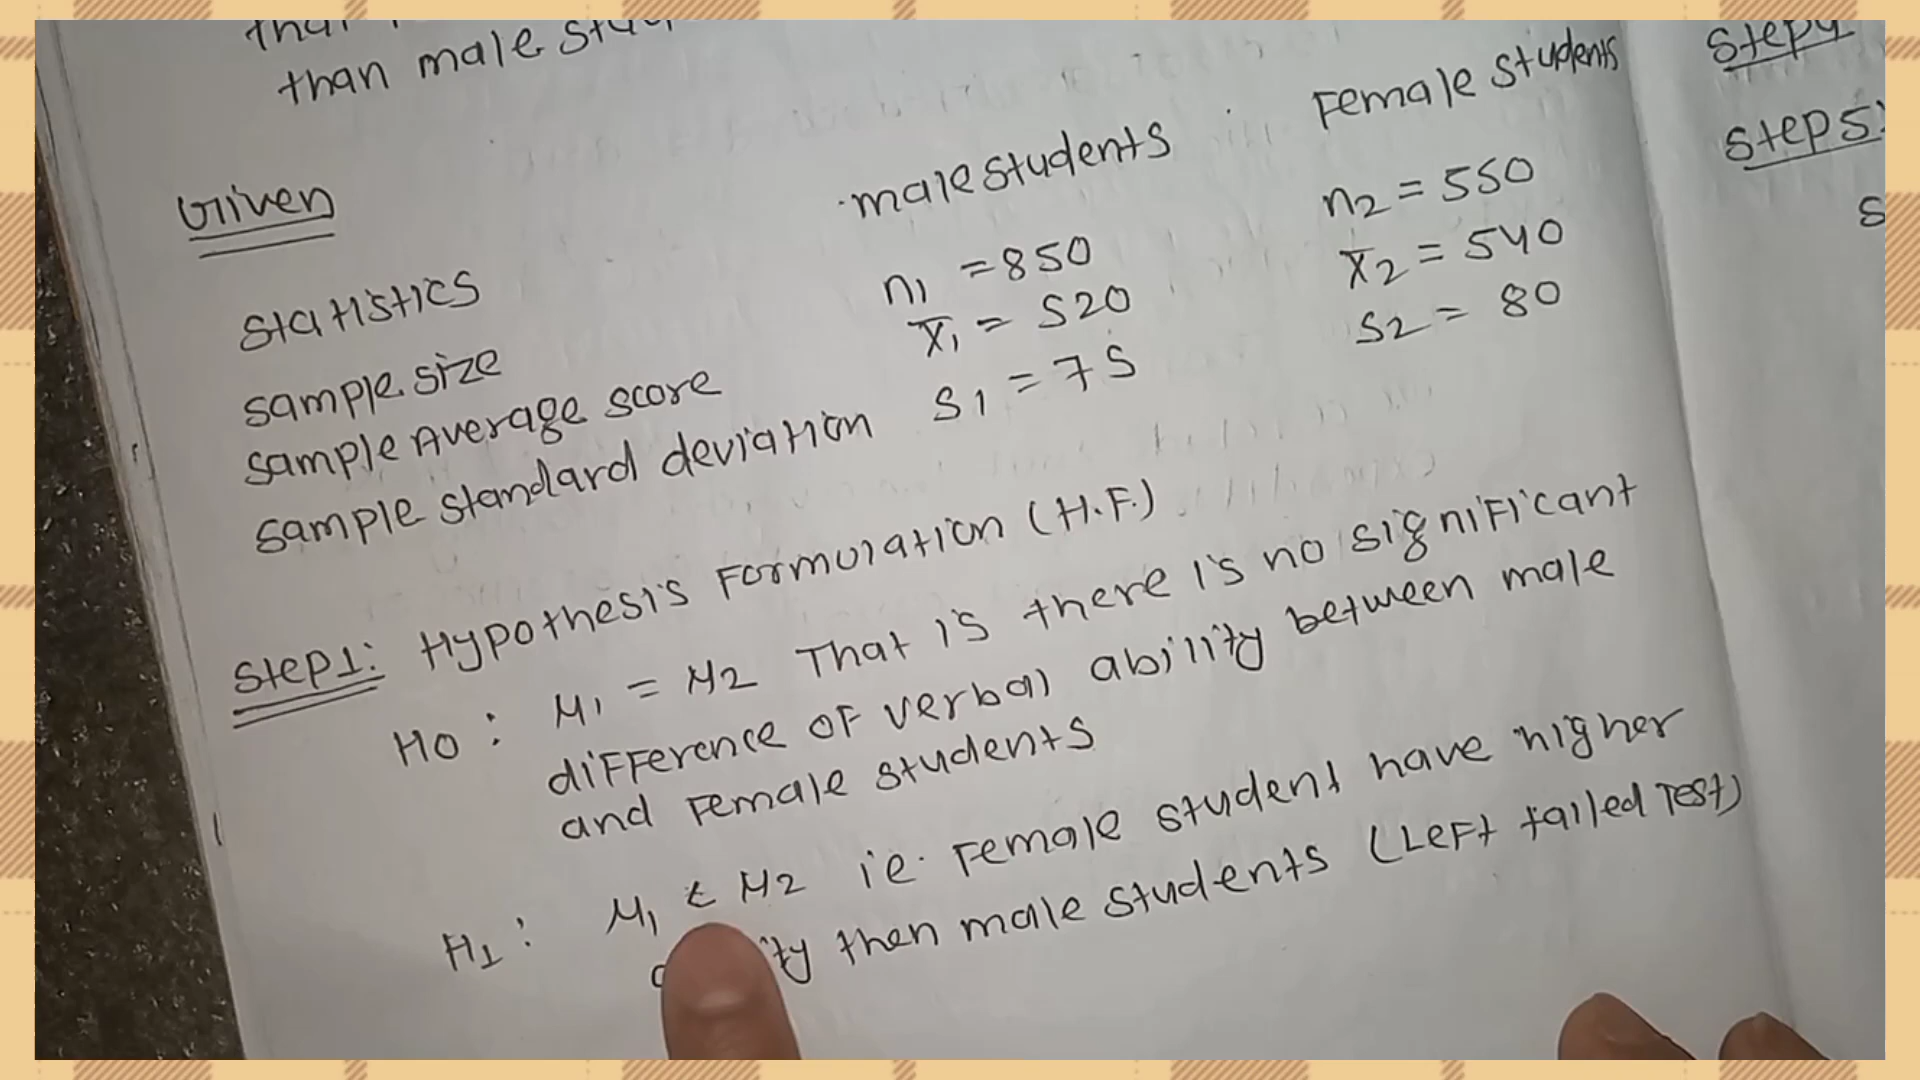 than male
Given
Statistics male students Female students
sample size n1 = 850 n2 = 550
sample Average score x̄1 = 520 x̄2 = 540
sample standard deviation s1 = 75 s2 = 80
Step1: Hypothesis Formulation (H.F.)
H0: μ1 = μ2 That is there is no significant
difference of verbal ability between male
and Female students
H1: μ1 < μ2 ie. Female student have higher
then male students (Left tailed Test)
Step4
Step5: